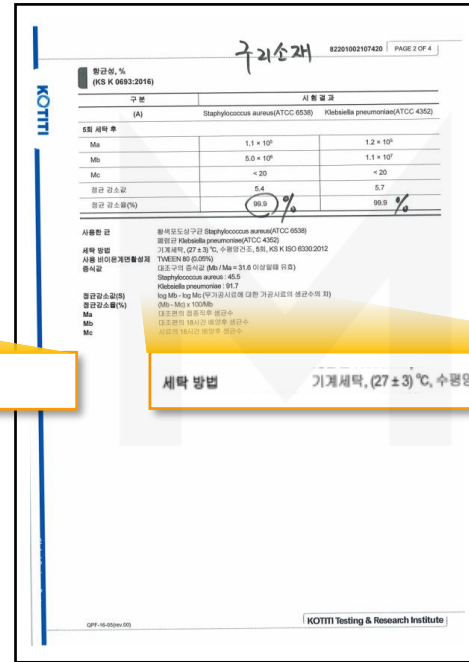 구리소재
82201002107420 PAGE 2 OF 4
KOTITI
항균성, %
(KS K 0693:2016)
구 분 시 험 결 과
(A) Staphylococcus aureus(ATCC 6538) Klebsiella pneumoniae(ATCC 4352)
5회 세탁 후
Ma 1.1 × 10⁵ 1.2 × 10⁵
Mb 5.0 × 10⁶ 1.1 × 10⁷
Mc < 20 < 20
정균 감소값 5.4 5.7
정균 감소율(%) 99.9 % 99.9 %
사용한 균 황색포도상구균 Staphylococcus aureus(ATCC 6538)
폐렴균 Klebsiella pneumoniae(ATCC 4352)
세탁 방법 기계세탁, (27 ± 3) ℃, 수평망건조, 5회, KS K ISO 6330:2012
사용 비이온계면활성제 TWEEN 80 (0.05%)
증식값 대조구의 증식값 (Mb / Ma = 31.6 이상일때 유효)
Staphylococcus aureus : 45.5
Klebsiella pneumoniae : 91.7
정균감소값(S) log Mb - log Mc (무가공시료에 대한 가공시료의 생균수의 차)
정균감소율(%) (Mb - Mc) x 100/Mb
Ma 대조편의 접종직후 생균수
Mb 대조편의 18시간 배양후 생균수
Mc 시료의 18시간 배양후 생균수
세탁 방법 기계세탁, (27 ± 3) ℃, 수평망
QPF-16-05(rev.00) KOTITI Testing & Research Institute